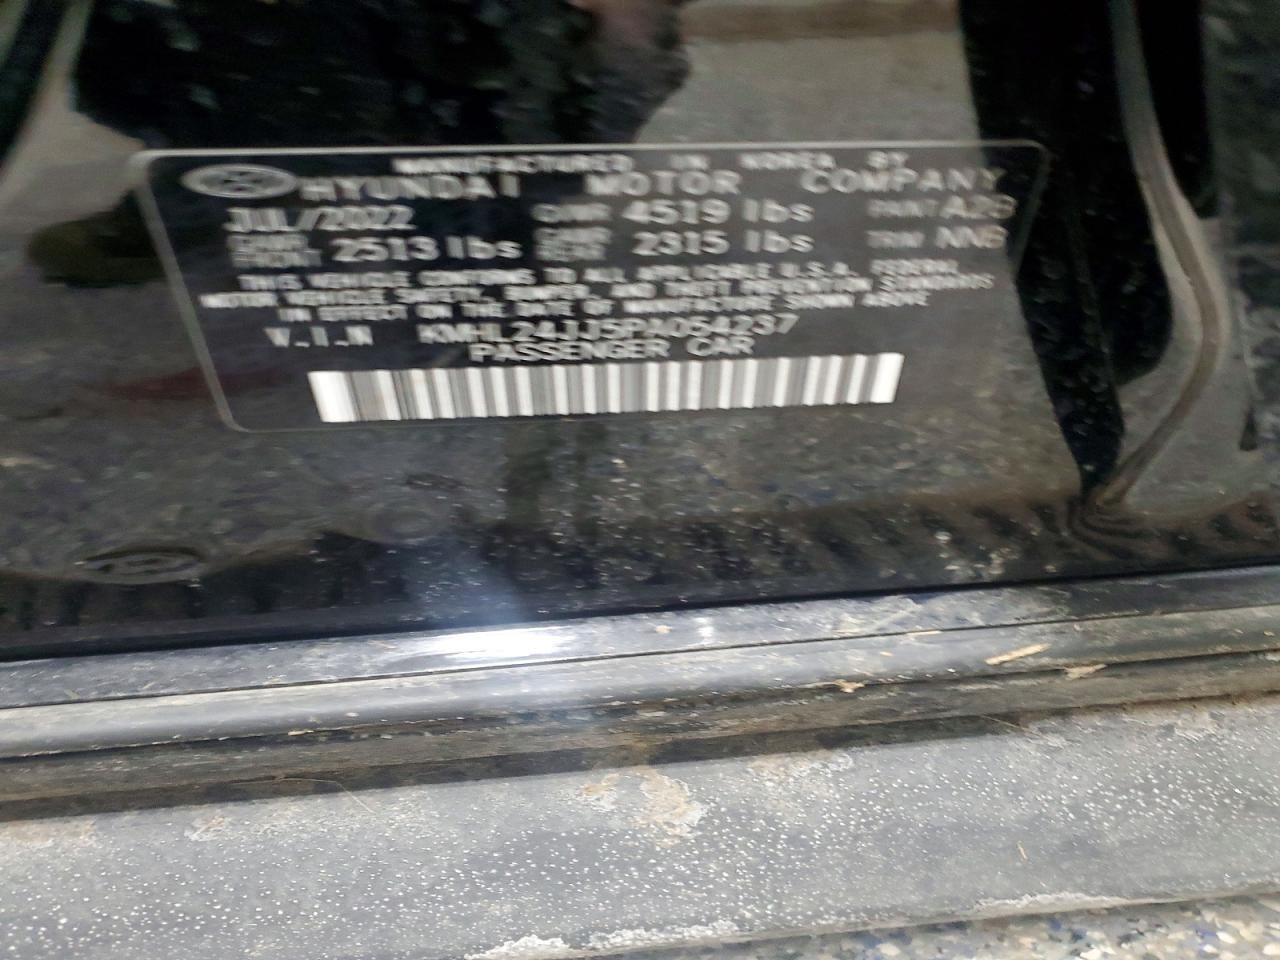 MANUFACTURED IN KOREA BY
HYUNDAI MOTOR COMPANY
JUL/2022 GVWR 4519 lbs PAINT
GAWR FRONT 2513 lbs GAWR REAR 2315 lbs TRIM NNB
THIS VEHICLE CONFORMS TO ALL APPLICABLE U.S.A. FEDERAL
MOTOR VEHICLE SAFETY, BUMPER, AND THEFT PREVENTION STANDARDS
IN EFFECT ON THE DATE OF MANUFACTURE SHOWN ABOVE
V.I.N KMHL24JJ5PA054237
PASSENGER CAR